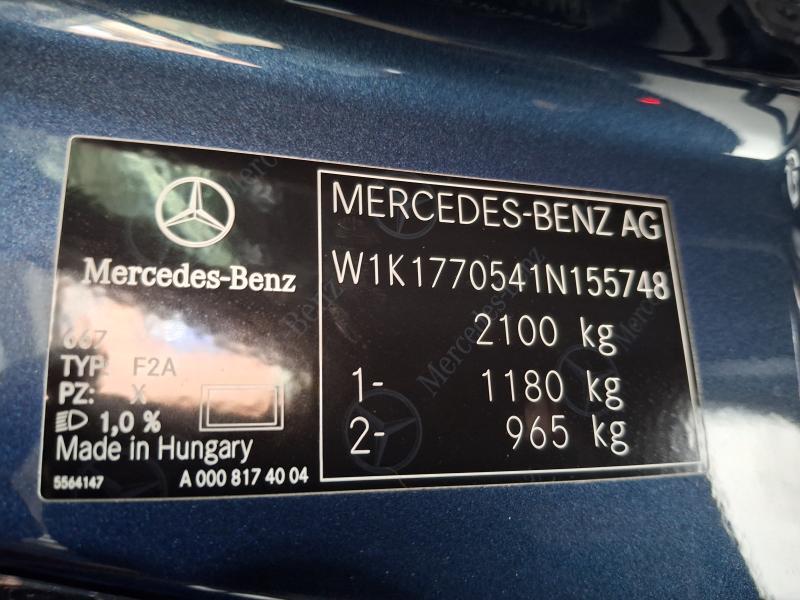 Mercedes-Benz
667
TYP: F2A
PZ: X
1,0 %
Made in Hungary
5564147
A 000 817 40 04
MERCEDES-BENZ AG
W1K1770541N155748
2100 kg
1- 1180 kg
2- 965 kg